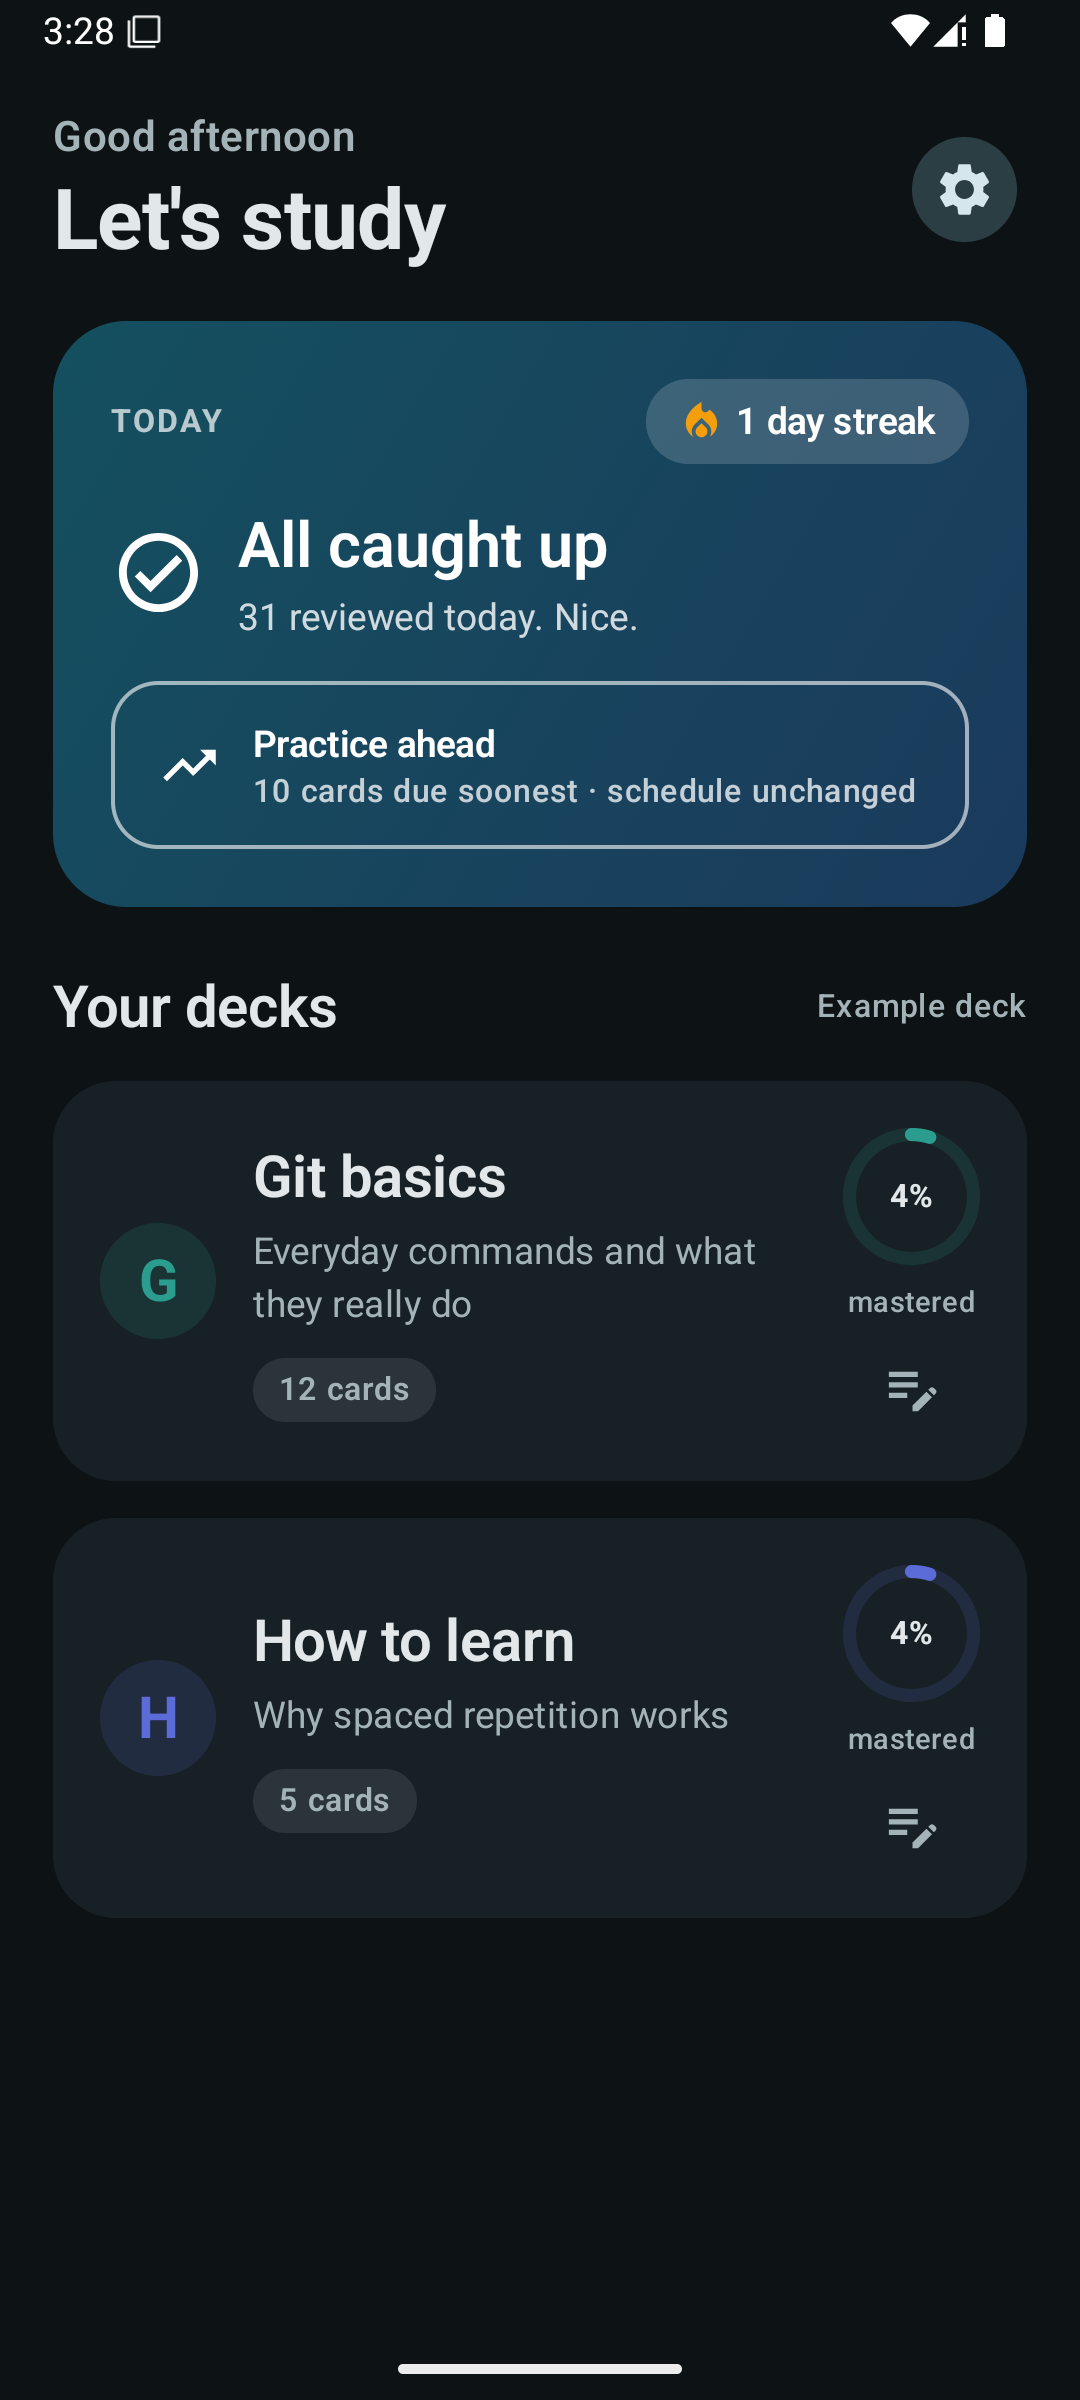 3:28
Good afternoon
Let's study
TODAY
1 day streak
All caught up
31 reviewed today. Nice.
Practice ahead
10 cards due soonest · schedule unchanged
Your decks
Example deck
Git basics
Everyday commands and what
they really do
12 cards
G
4%
mastered
How to learn
Why spaced repetition works
5 cards
H
4%
mastered